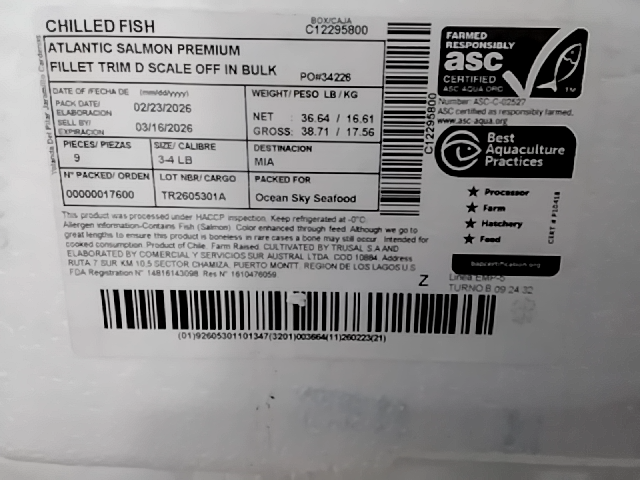 CHILLED FISH
BOX/CAJA
C12295800
ATLANTIC SALMON PREMIUM
FILLET TRIM D SCALE OFF IN BULK
PO#34226
DATE OF /FECHA DE (mm/dd/yyyy)
PACK DATE/
ELABORACION 02/23/2026
SELL BY/
EXPIRACION 03/16/2026
WEIGHT/ PESO LB / KG
NET : 36.64 / 16.61
GROSS: 38.71 / 17.56
PIECES/ PIEZAS
9
SIZE/ CALIBRE
3-4 LB
DESTINACION
MIA
N°PACKED/ ORDEN
00000017600
LOT NBR/ CARGO
TR2605301A
PACKED FOR
Ocean Sky Seafood
This product was processed under HACCP inspection. Keep refrigerated at -0°C.
Allergen information-Contains Fish (Salmon). Color enhanced through feed. Although we go to
great lengths to ensure this product is boneless in rare cases a bone may still occur. Intended for
cooked consumption. Product of Chile. Farm Raised. CULTIVATED BY TRUSAL S.A AND
ELABORATED BY COMERCIAL Y SERVICIOS SUR AUSTRAL LTDA. COD 10884. Address
RUTA 7 SUR KM 10,5 SECTOR CHAMIZA, PUERTO MONTT. REGION DE LOS LAGOS U.S
FDA Registration N° 14816143098 Res N° 1610476059
Z
(01)92605301101347(3201)003664(11)260223(21)
C12295800
FARMED
RESPONSIBLY
asc
CERTIFIED
ASC-AQUA.ORG
TM
Number: ASC-C-02527
ASC certified as responsibly farmed.
www.asc-aqua.org
Best
Aquaculture
Practices
Processor
Farm
Hatchery
Feed
CERT # P10418
bapcertification.org
Linea EMP-5
TURNO B 09:24:32